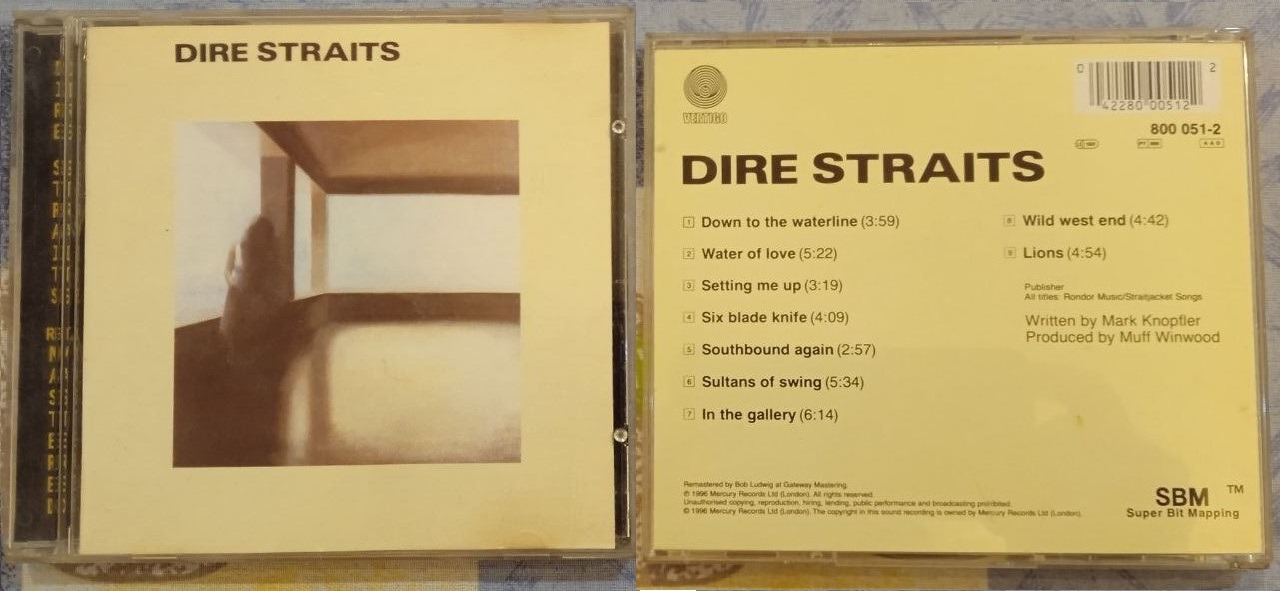 DIRE STRAITS
DIRE STRAITS
REMASTERED
VERTIGO
0 42280 00512 2
800 051-2
DIRE STRAITS
1 Down to the waterline (3:59)
2 Water of love (5:22)
3 Setting me up (3:19)
4 Six blade knife (4:09)
5 Southbound again (2:57)
6 Sultans of swing (5:34)
7 In the gallery (6:14)
8 Wild west end (4:42)
9 Lions (4:54)
Publisher
All titles: Rondor Music/Straitjacket Songs
Written by Mark Knopfler
Produced by Muff Winwood
Remastered by Bob Ludwig at Gateway Mastering.
℗ 1996 Mercury Records Ltd (London). All rights reserved.
Unauthorised copying, reproduction, hiring, lending, public performance and broadcasting prohibited.
© 1996 Mercury Records Ltd (London). The copyright in this sound recording is owned by Mercury Records Ltd (London).
SBM TM
Super Bit Mapping